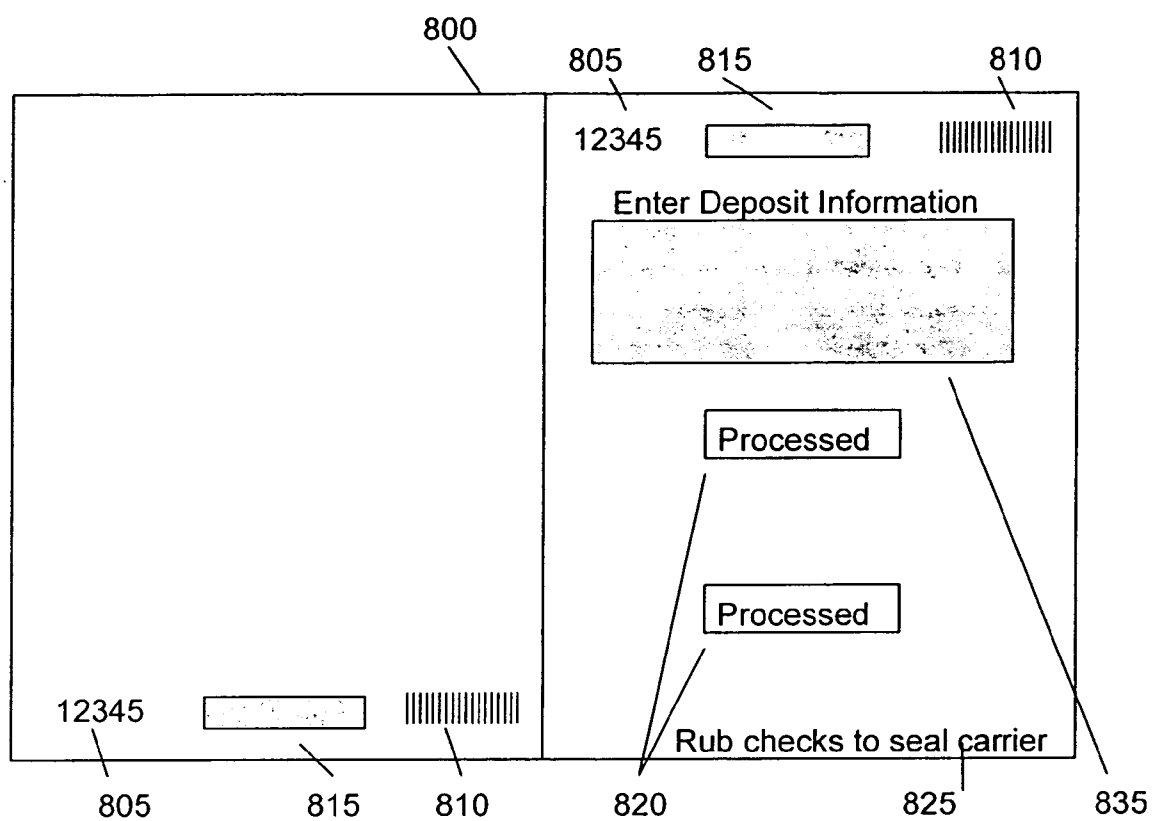 800
805 815 810
12345
Enter Deposit Information
Processed
Processed
12345
Rub checks to seal carrier
805 815 810 820 825 835